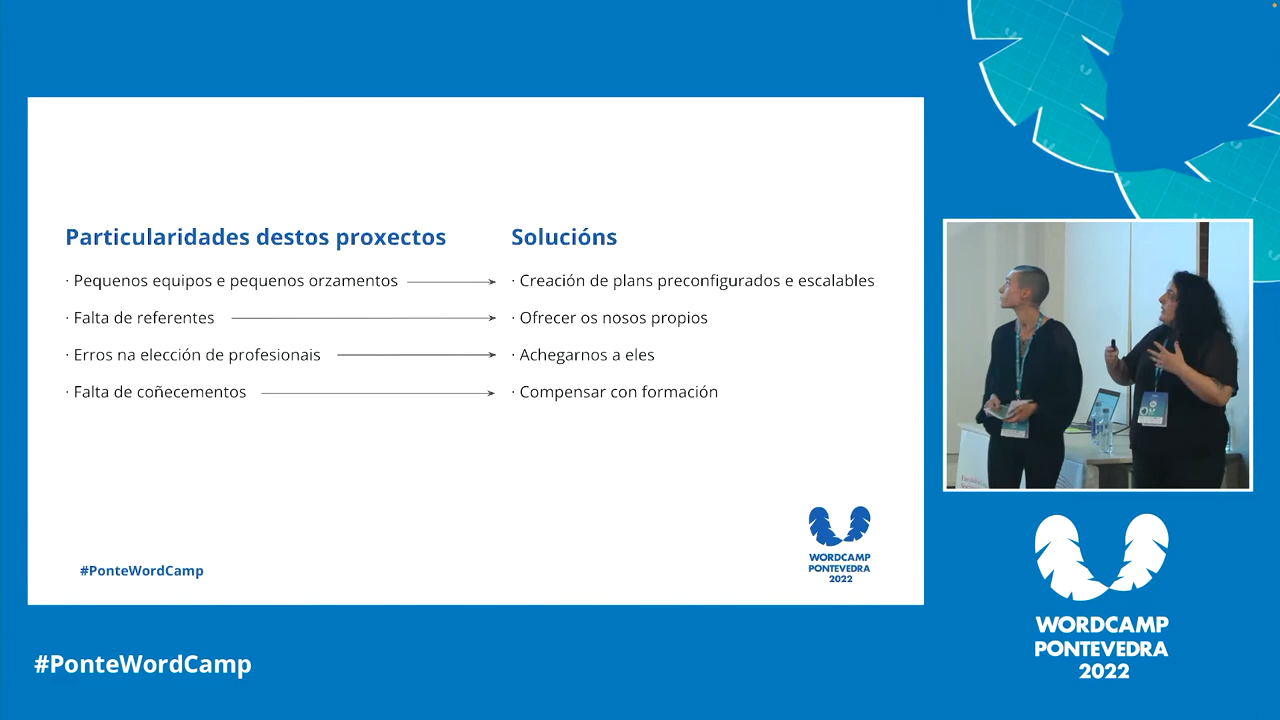 Particularidades destos proxectos
Solucións
· Pequenos equipos e pequenos orzamentos
· Creación de plans preconfigurados e escalables
· Falta de referentes
· Ofrecer os nosos propios
· Erros na elección de profesionais
· Achegarnos a eles
· Falta de coñecementos
· Compensar con formación
WORDCAMP
PONTEVEDRA
2022
#PonteWordCamp
WORDCAMP
PONTEVEDRA
2022
#PonteWordCamp